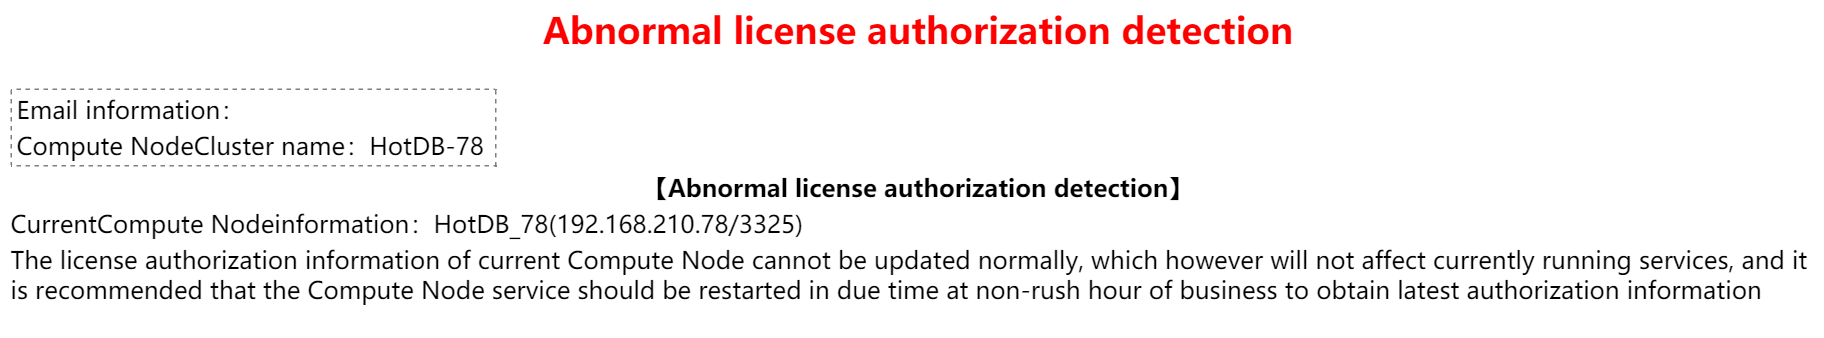 Abnormal license authorization detection
Email information：
Compute NodeCluster name：HotDB-78
【Abnormal license authorization detection】
CurrentCompute Nodeinformation：HotDB_78(192.168.210.78/3325)
The license authorization information of current Compute Node cannot be updated normally, which however will not affect currently running services, and it
is recommended that the Compute Node service should be restarted in due time at non-rush hour of business to obtain latest authorization information